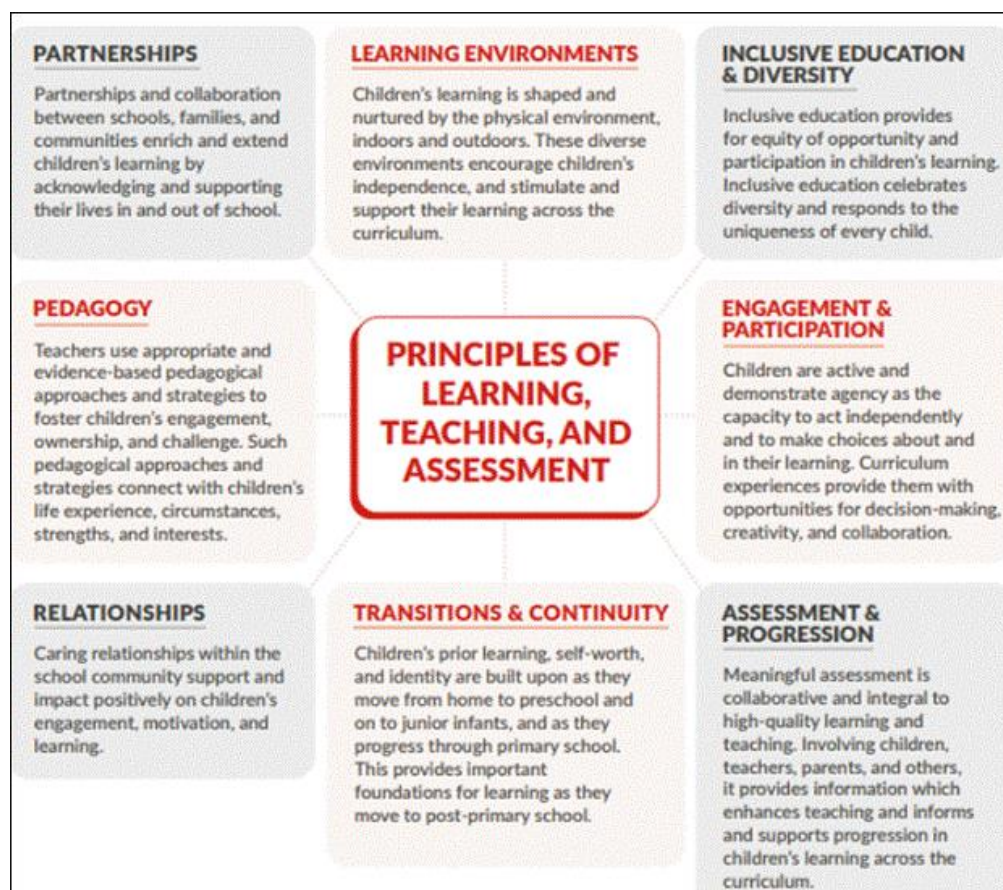 PARTNERSHIPS
Partnerships and collaboration
between schools, families, and
communities enrich and extend
children's learning by
acknowledging and supporting
their lives in and out of school.
LEARNING ENVIRONMENTS
Children's learning is shaped and
nurtured by the physical environment,
indoors and outdoors. These diverse
environments encourage children's
independence, and stimulate and
support their learning across the
curriculum.
INCLUSIVE EDUCATION
& DIVERSITY
Inclusive education provides
for equity of opportunity and
participation in children's learning.
Inclusive education celebrates
diversity and responds to the
uniqueness of every child.
PEDAGOGY
Teachers use appropriate and
evidence-based pedagogical
approaches and strategies to
foster children's engagement,
ownership, and challenge. Such
pedagogical approaches and
strategies connect with children's
life experience, circumstances,
strengths, and interests.
PRINCIPLES OF
LEARNING,
TEACHING, AND
ASSESSMENT
ENGAGEMENT &
PARTICIPATION
Children are active and
demonstrate agency as the
capacity to act independently
and to make choices about and
in their learning. Curriculum
experiences provide them with
opportunities for decision-making,
creativity, and collaboration.
RELATIONSHIPS
Caring relationships within the
school community support and
impact positively on children's
engagement, motivation, and
learning.
TRANSITIONS & CONTINUITY
Children's prior learning, self-worth,
and identity are built upon as they
move from home to preschool and
on to junior infants, and as they
progress through primary school.
This provides important
foundations for learning as they
move to post-primary school.
ASSESSMENT &
PROGRESSION
Meaningful assessment is
collaborative and integral to
high-quality learning and
teaching. Involving children,
teachers, parents, and others,
it provides information which
enhances teaching and informs
and supports progression in
children's learning across the
curriculum.